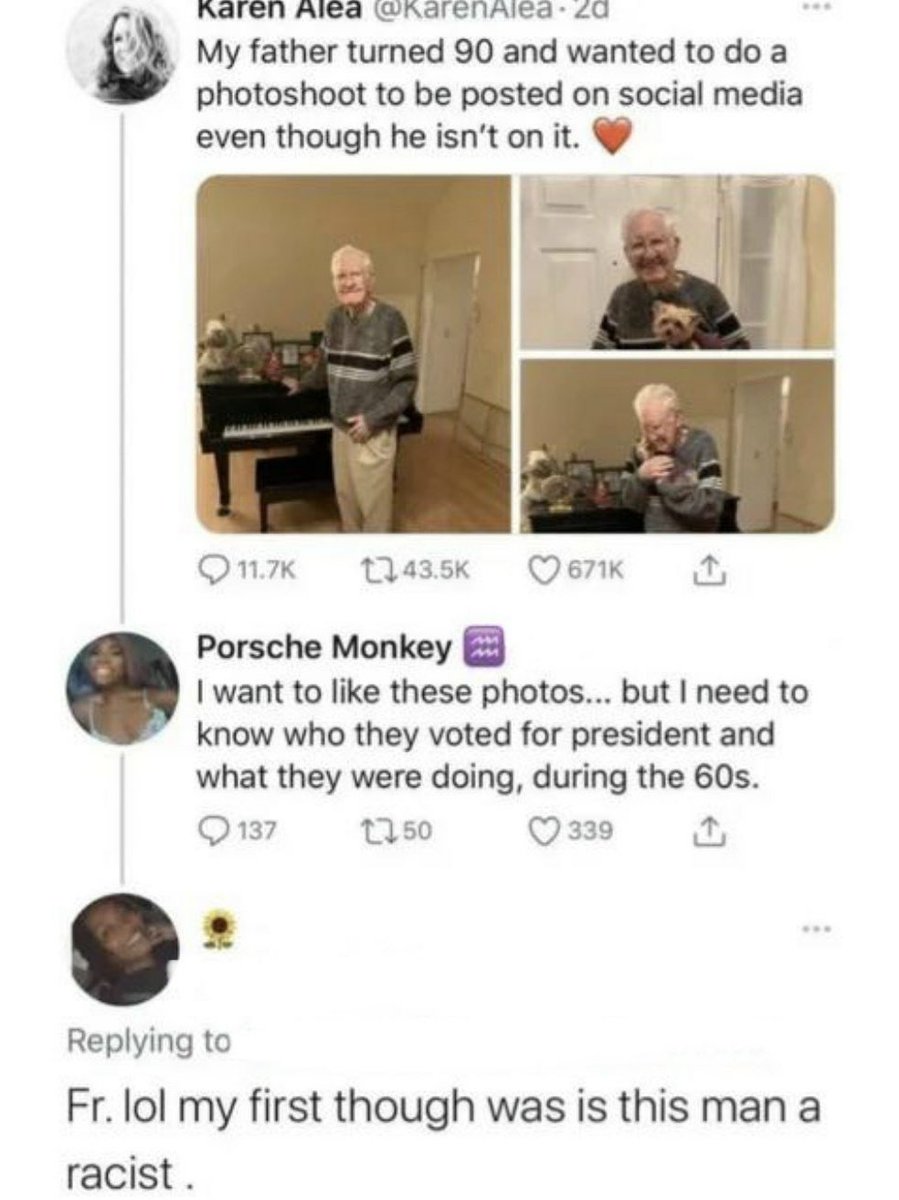 Karen Alea @KarenAlea · 2d
My father turned 90 and wanted to do a
photoshoot to be posted on social media
even though he isn't on it. ❤️
11.7K 43.5K 671K
Porsche Monkey ♒
I want to like these photos... but I need to
know who they voted for president and
what they were doing, during the 60s.
137 50 339
🌻
Replying to
Fr. lol my first though was is this man a
racist .